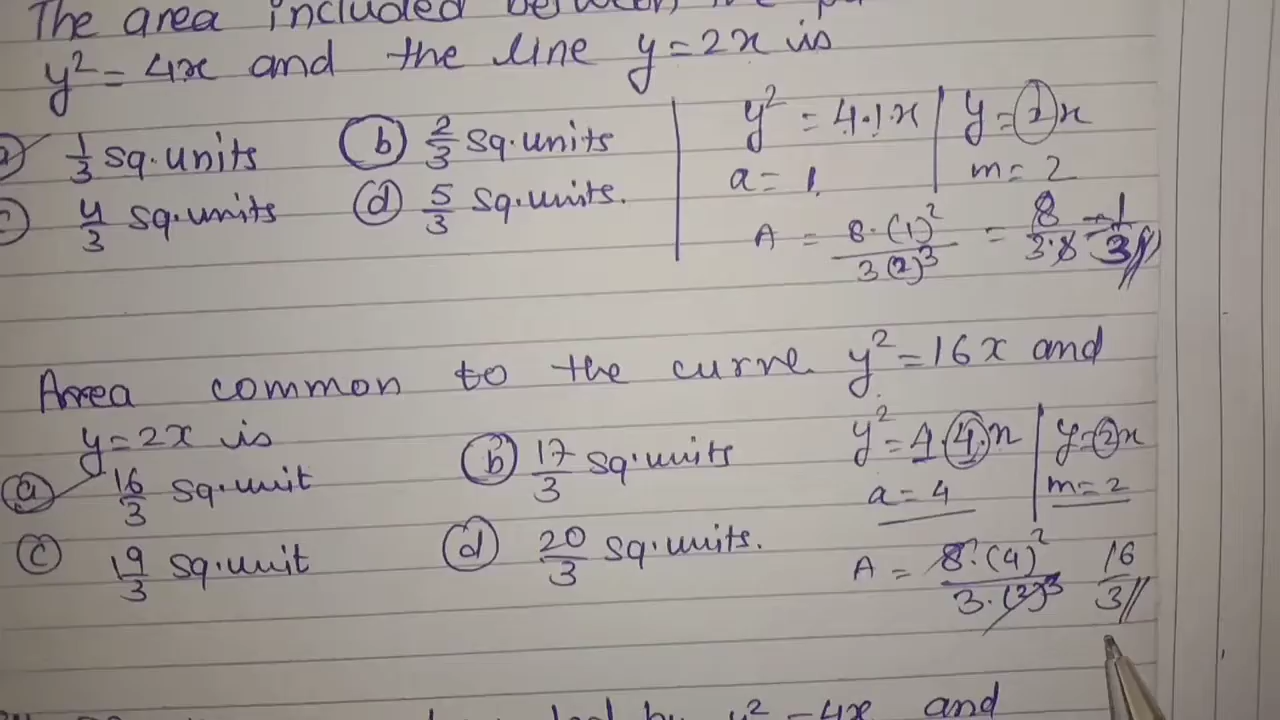 The area included between the
y² = 4x and the line y = 2x is
a 1/3 sq. units b 2/3 sq. units
c 4/3 sq. units d 5/3 sq. units.
y² = 4.1.x | y = 2x
a = 1. m = 2
A = 8.(1)² / 3(2)³ = 8 / 3.8 = 1/3 //
Area common to the curve y² = 16x and
y = 2x is
a 16/3 sq. unit b 17/3 sq. units
c 19/3 sq. unit d 20/3 sq. units.
y² = 4.4.x | y = 2x
a = 4 m = 2
A = 8.(4)² / 3.(2)³ 16/3 //
by y² = 4x and